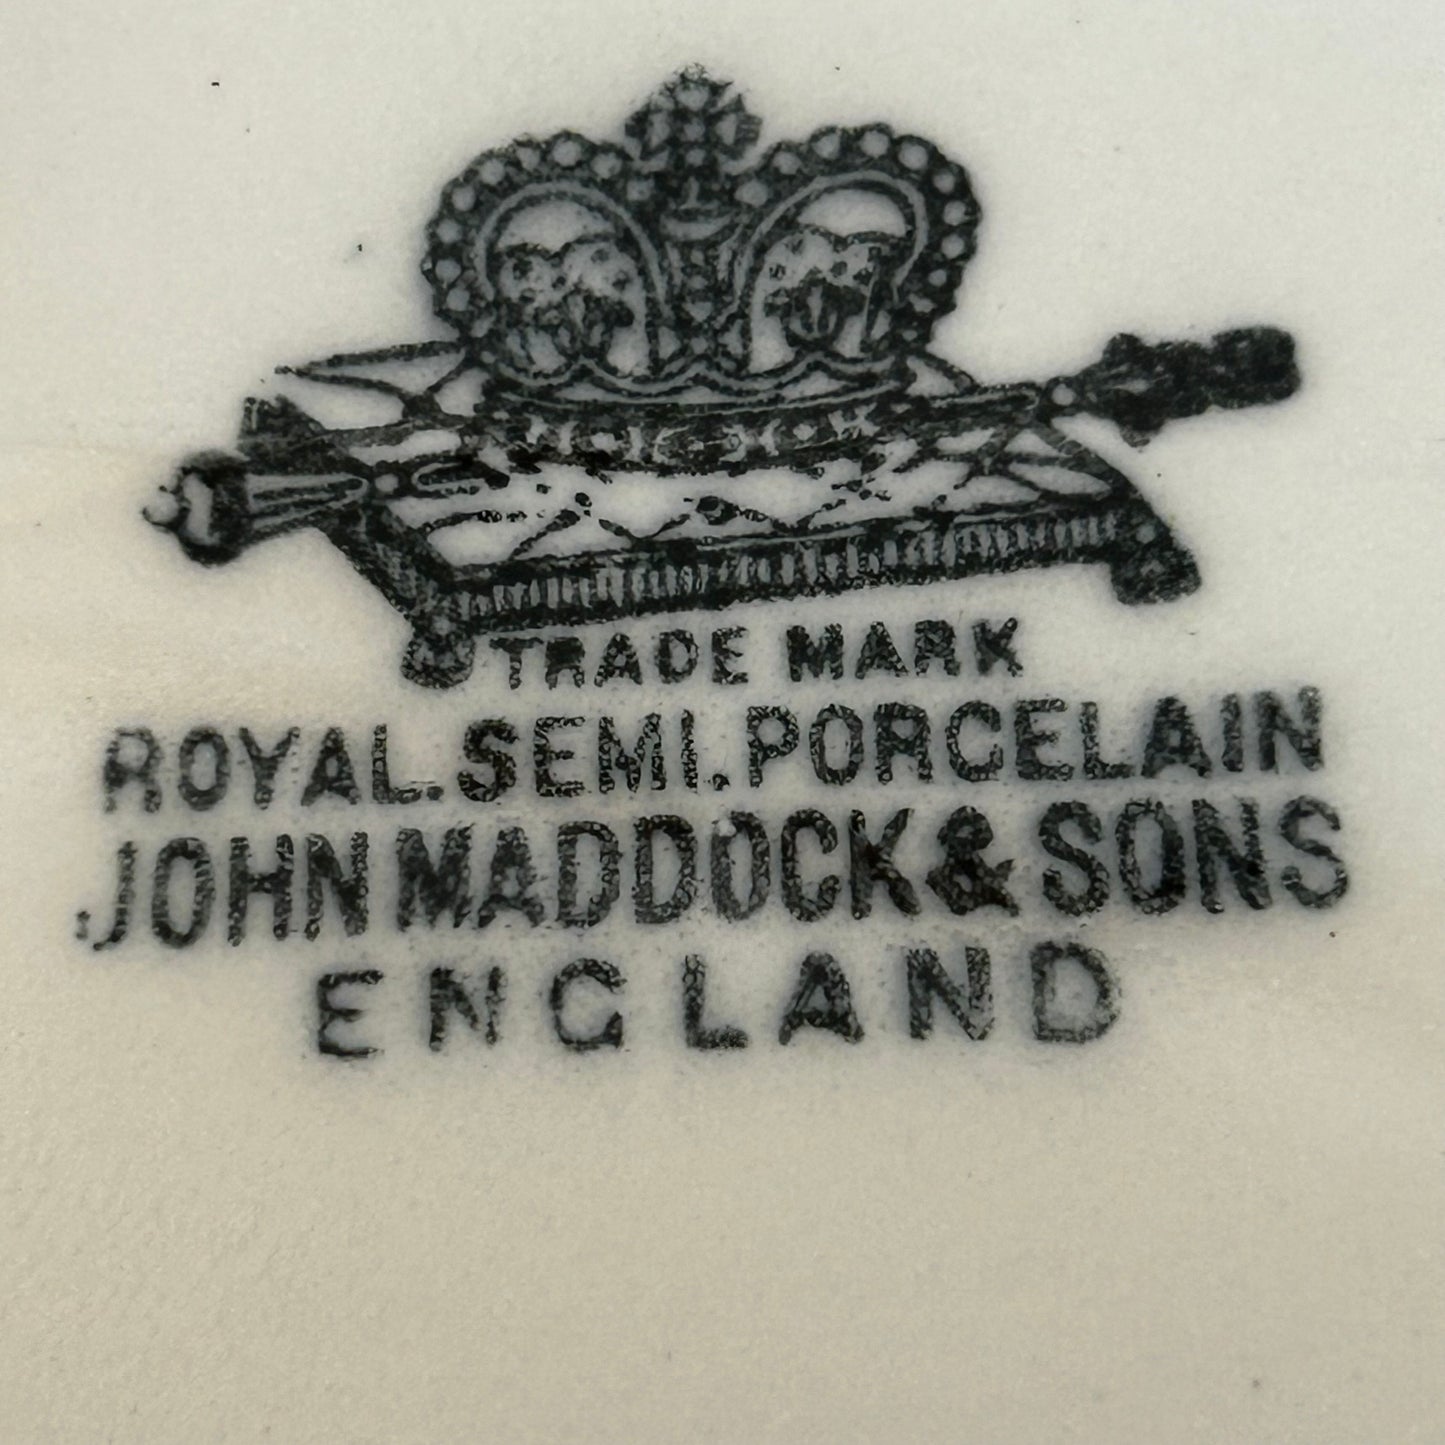 TRADE MARK
ROYAL.SEMI.PORCELAIN
JOHN MADDOCK & SONS
ENGLAND